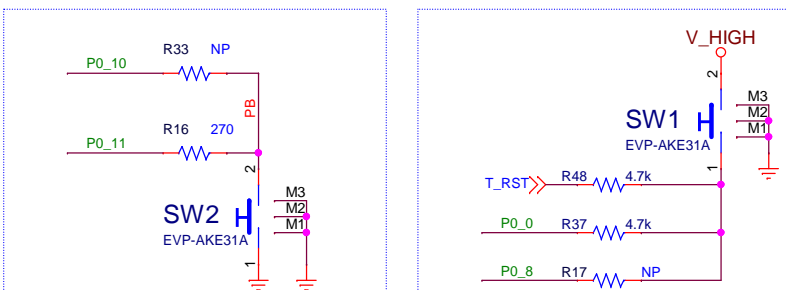 R33 NP
P0_10
PB
R16 270
P0_11
2
M3
M2
M1
SW2
EVP-AKE31A
1
V_HIGH
2
M3
M2
M1
SW1
EVP-AKE31A
1
T_RST R48 4.7k
P0_0 R37 4.7k
P0_8 R17 NP